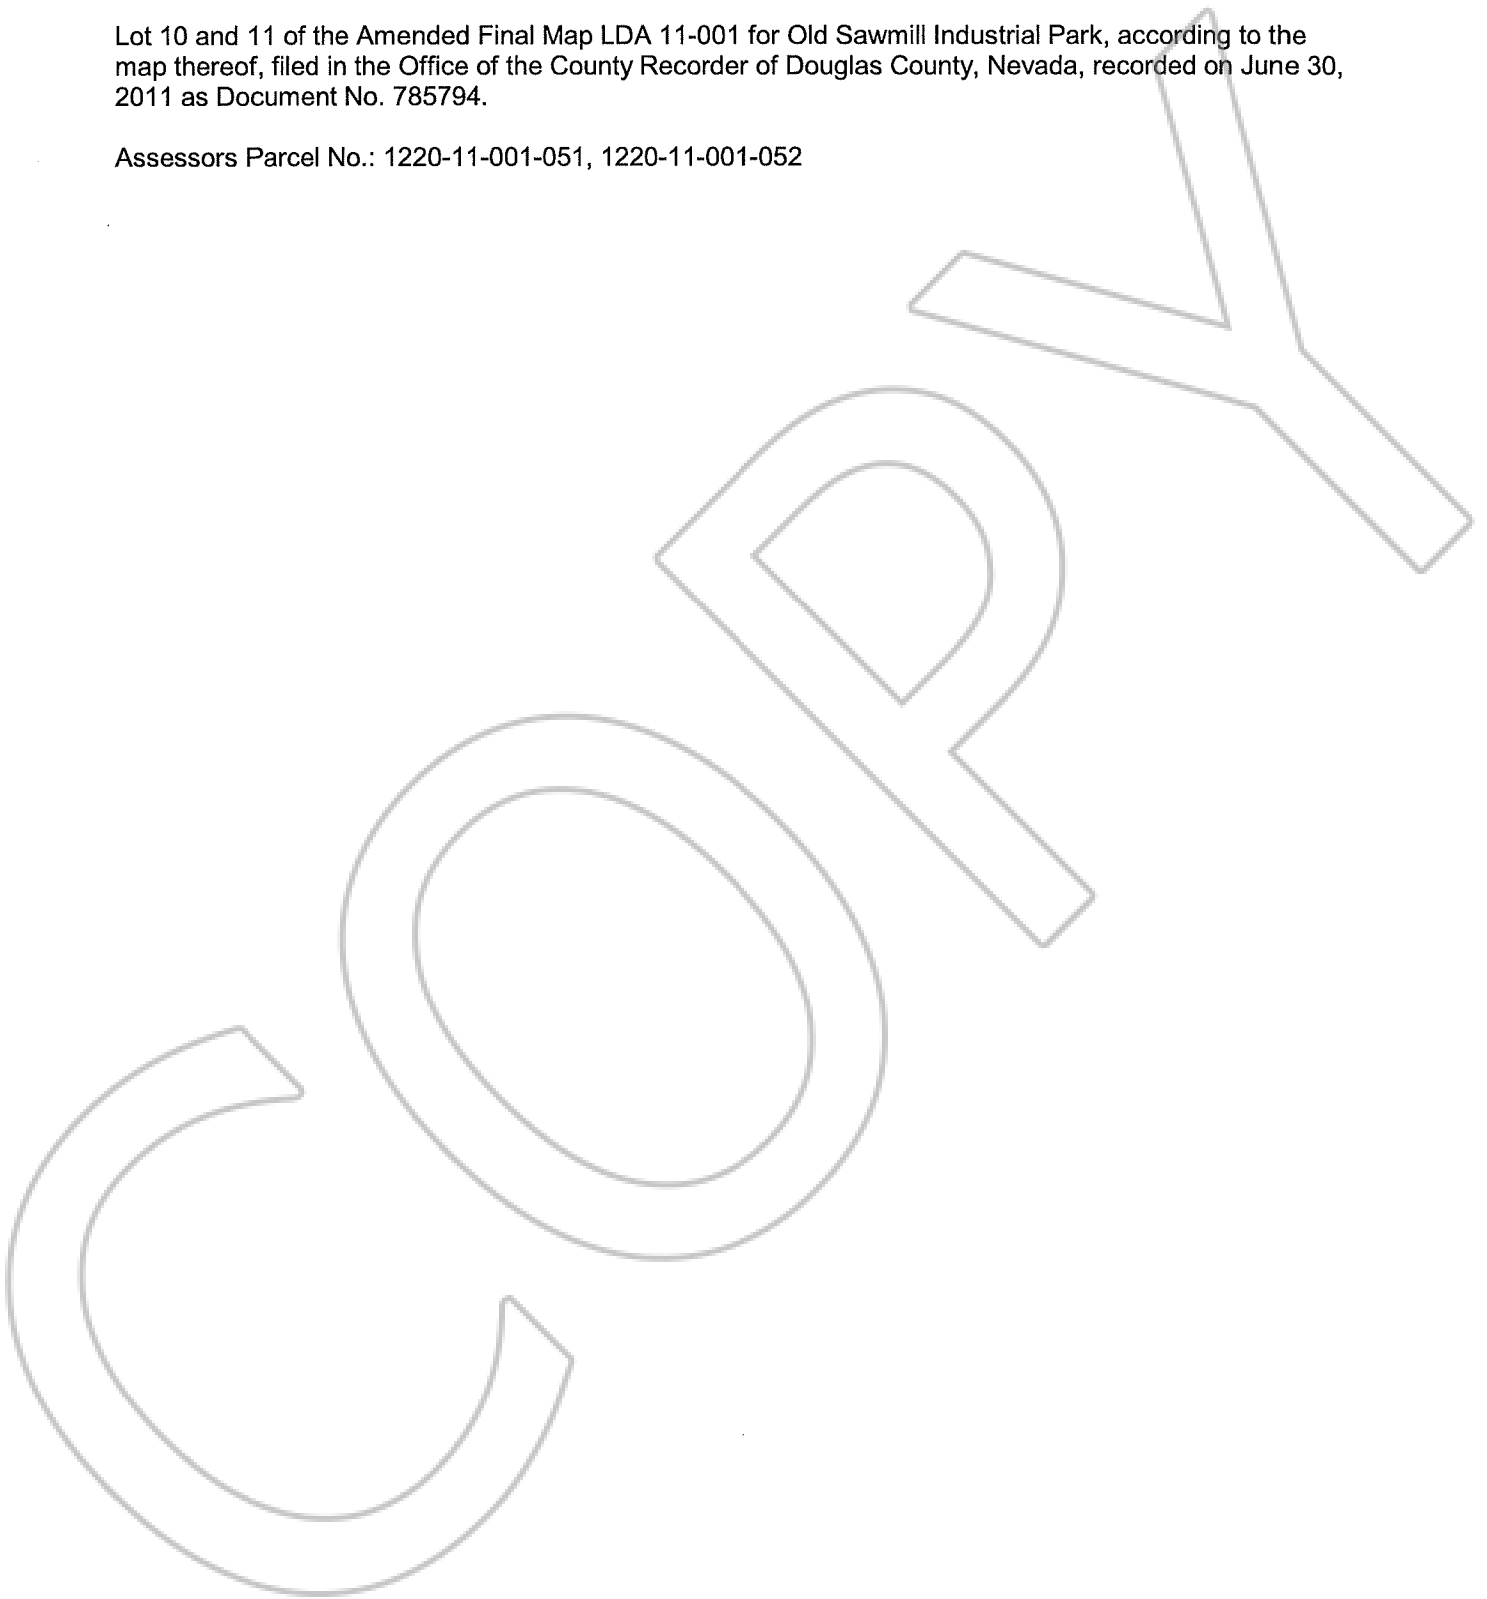 Lot 10 and 11 of the Amended Final Map LDA 11-001 for Old Sawmill Industrial Park, according to the
map thereof, filed in the Office of the County Recorder of Douglas County, Nevada, recorded on June 30,
2011 as Document No. 785794.
Assessors Parcel No.: 1220-11-001-051, 1220-11-001-052
COPY